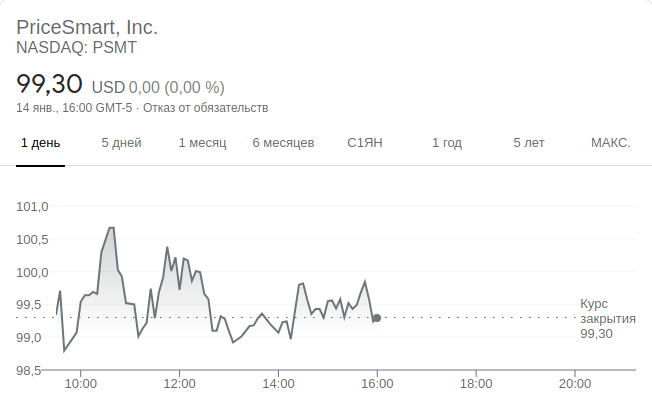 PriceSmart, Inc.
NASDAQ: PSMT
99,30 USD 0,00 (0,00 %)
14 янв., 16:00 GMT-5 · Отказ от обязательств
1 день 5 дней 1 месяц 6 месяцев С1ЯН 1 год 5 лет МАКС.
101,0
100,5
100,0
99,5
99,0
98,5
Курс
закрытия
99,30
10:00 12:00 14:00 16:00 18:00 20:00